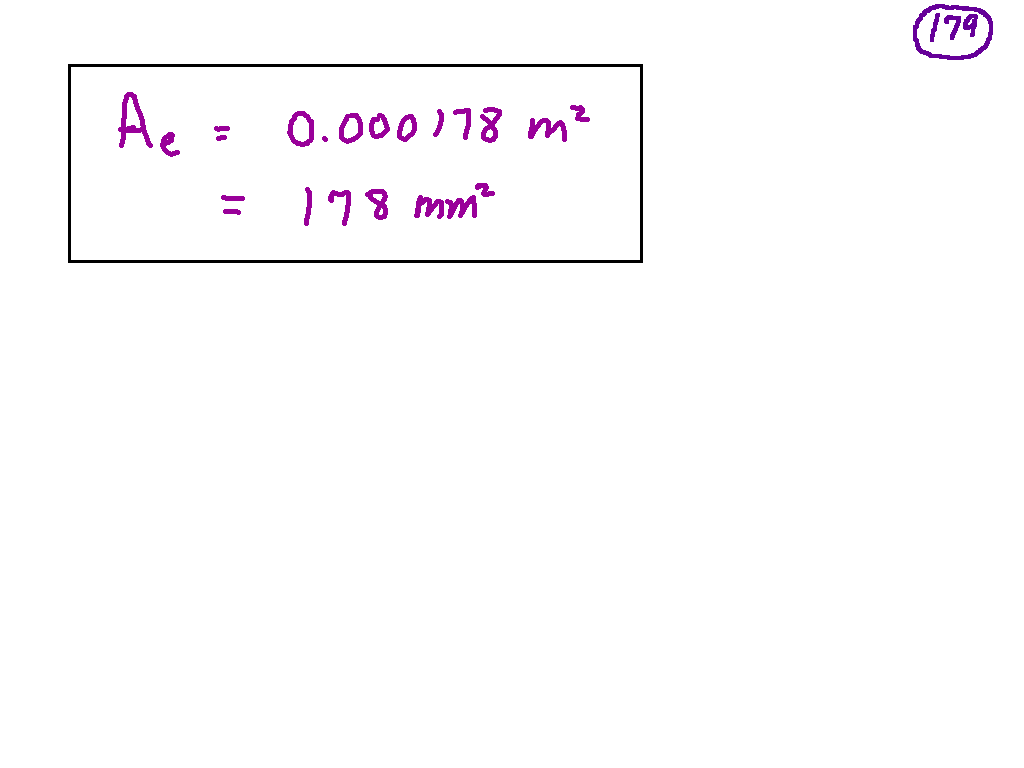 179
Ae = 0.000178 m²
= 178 mm²